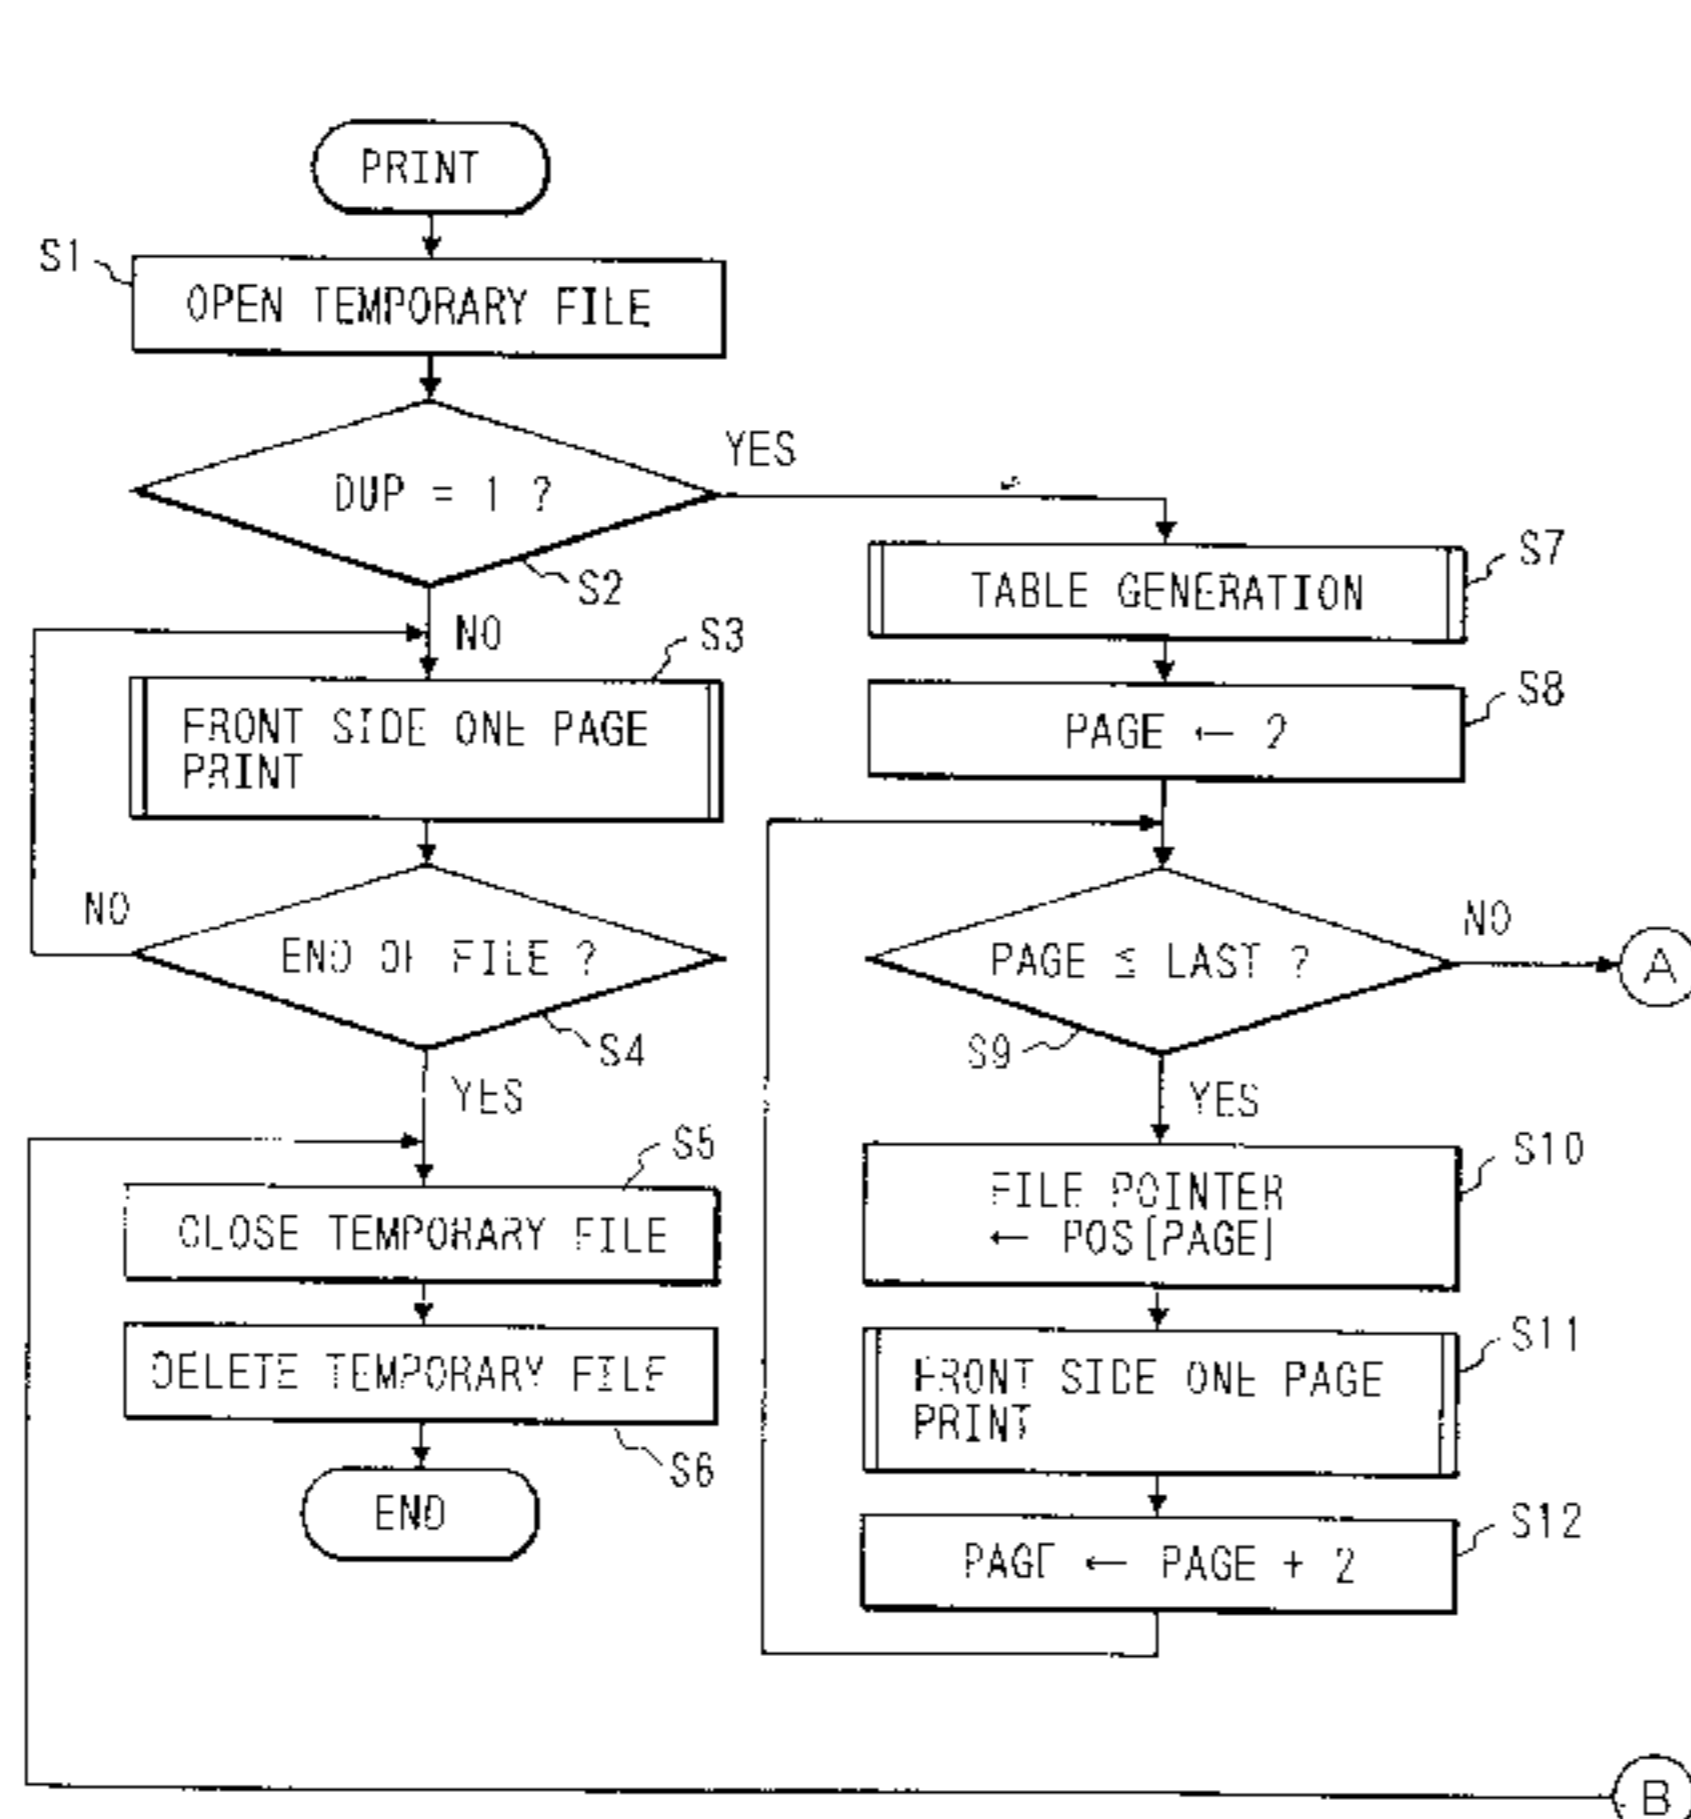 PRINT
S1
OPEN TEMPORARY FILE
DUP = 1 ?
YES
S2
NO
S3
FRONT SIDE ONE PAGE
PRINT
NO
END OF FILE ?
S4
YES
S5
CLOSE TEMPORARY FILE
DELETE TEMPORARY FILE
S6
END
S7
TABLE GENERATION
S8
PAGE ← 2
PAGE ≤ LAST ?
NO
A
S9
YES
S10
FILE POINTER
← POS[PAGE]
S11
FRONT SIDE ONE PAGE
PRINT
S12
PAGE ← PAGE + 2
B